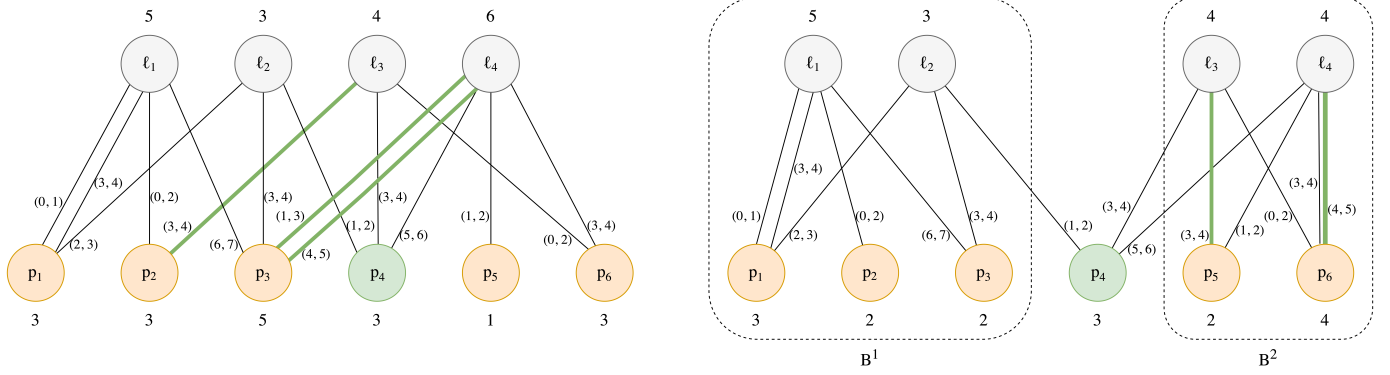 5 3 4 6 5 3 4 4
ℓ₁ ℓ₂ ℓ₃ ℓ₄ ℓ₁ ℓ₂ ℓ₃ ℓ₄
(3, 4) (3, 4) (3, 4) (3, 4)
(0, 1) (0, 2) (3, 4) (3, 4) (3, 4)
(1, 3) (1, 2) (1, 2) (0, 1) (0, 2) (3, 4) (0, 2) (4, 5)
(2, 3) (3, 4) (6, 7) (4, 5) (5, 6) (0, 2) (2, 3) (6, 7) (1, 2) (5, 6) (3, 4) (1, 2)
p₁ p₂ p₃ p₄ p₅ p₆ p₁ p₂ p₃ p₄ p₅ p₆
3 3 5 3 1 3 3 2 2 3 2 4
B¹ B²